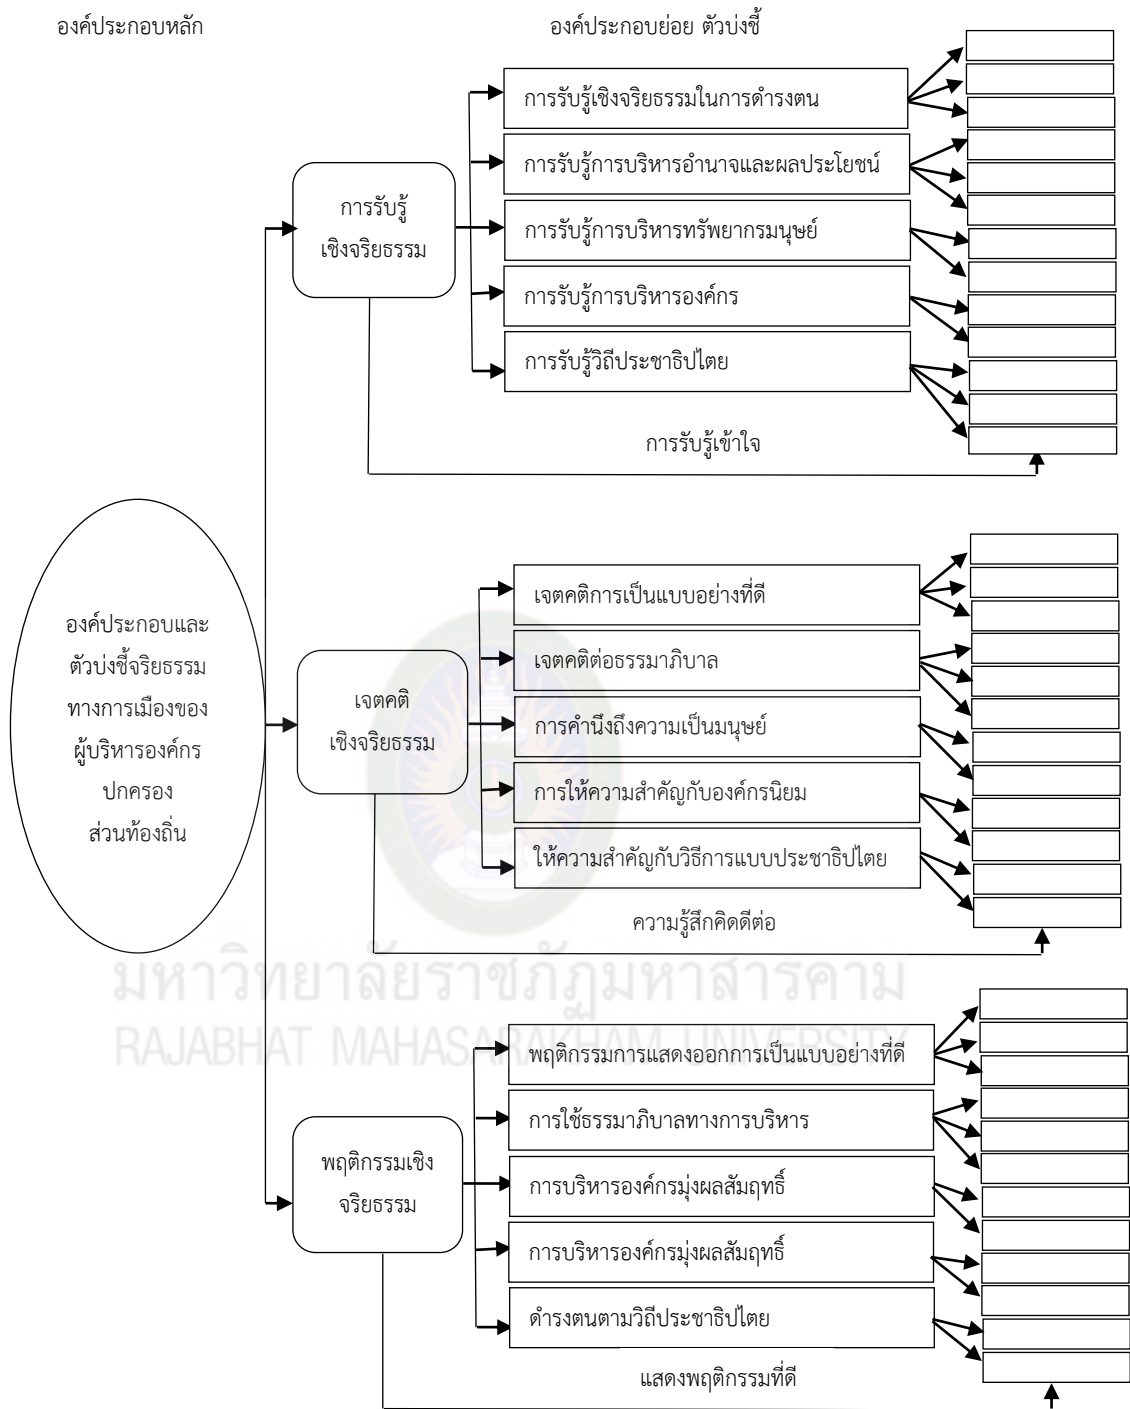 องค์ประกอบหลัก
องค์ประกอบย่อย ตัวบ่งชี้
การรับรู้เชิงจริยธรรมในการดำรงตน
การรับรู้การบริหารอำนาจและผลประโยชน์
การรับรู้
เชิงจริยธรรม
การรับรู้การบริหารทรัพยากรมนุษย์
การรับรู้การบริหารองค์กร
การรับรู้วิถีประชาธิปไตย
การรับรู้เข้าใจ
องค์ประกอบและ
ตัวบ่งชี้จริยธรรม
ทางการเมืองของ
ผู้บริหารองค์กร
ปกครอง
ส่วนท้องถิ่น
เจตคติการเป็นแบบอย่างที่ดี
เจตคติต่อธรรมาภิบาล
เจตคติ
เชิงจริยธรรม
การคำนึงถึงความเป็นมนุษย์
การให้ความสำคัญกับองค์กรนิยม
ให้ความสำคัญกับวิธีการแบบประชาธิปไตย
ความรู้สึกคิดดีต่อ
มหาวิทยาลัยราชภัฏมหาสารคาม
RAJABHAT MAHASARAKHAM UNIVERSITY
พฤติกรรมการแสดงออกการเป็นแบบอย่างที่ดี
การใช้ธรรมาภิบาลทางการบริหาร
พฤติกรรมเชิง
จริยธรรม
การบริหารองค์กรมุ่งผลสัมฤทธิ์
การบริหารองค์กรมุ่งผลสัมฤทธิ์
ดำรงตนตามวิถีประชาธิปไตย
แสดงพฤติกรรมที่ดี